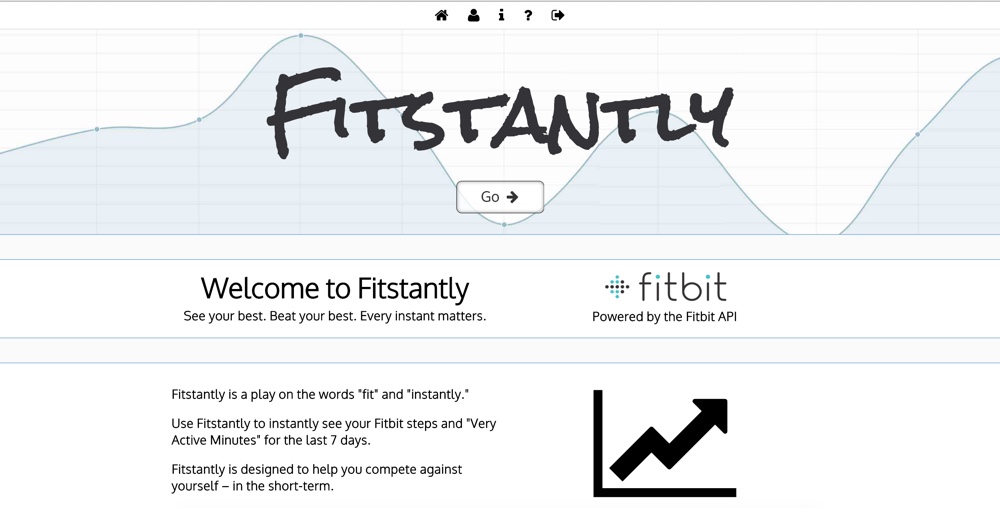 Fitstantly
Go
Welcome to Fitstantly
See your best. Beat your best. Every instant matters.
fitbit
Powered by the Fitbit API
Fitstantly is a play on the words "fit" and "instantly."
Use Fitstantly to instantly see your Fitbit steps and "Very
Active Minutes" for the last 7 days.
Fitstantly is designed to help you compete against
yourself – in the short-term.